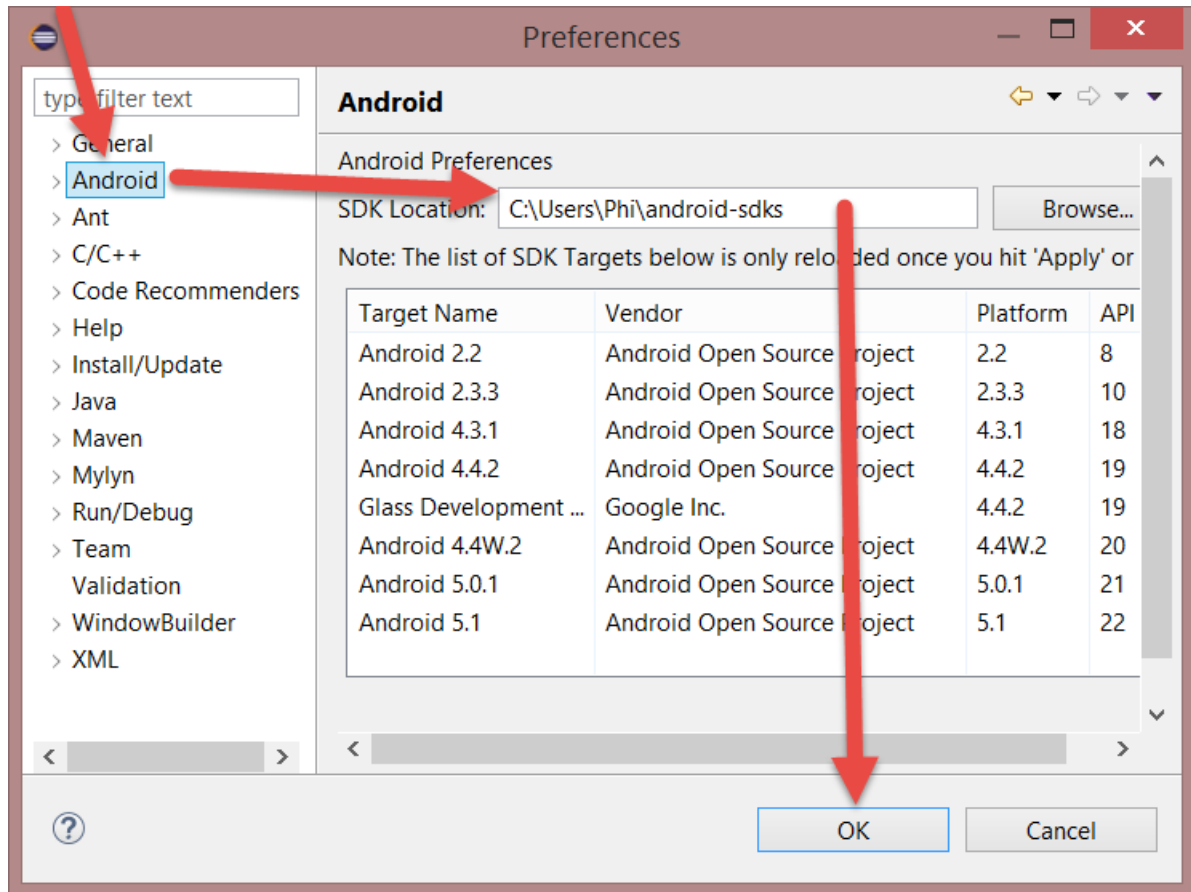 Preferences
type filter text
General
Android
Ant
C/C++
Code Recommenders
Help
Install/Update
Java
Maven
Mylyn
Run/Debug
Team
Validation
WindowBuilder
XML
Android
Android Preferences
SDK Location: C:\Users\Phi\android-sdks Browse...
Note: The list of SDK Targets below is only reloaded once you hit 'Apply' or
Target Name Vendor Platform API
Android 2.2 Android Open Source Project 2.2 8
Android 2.3.3 Android Open Source Project 2.3.3 10
Android 4.3.1 Android Open Source Project 4.3.1 18
Android 4.4.2 Android Open Source Project 4.4.2 19
Glass Development ... Google Inc. 4.4.2 19
Android 4.4W.2 Android Open Source Project 4.4W.2 20
Android 5.0.1 Android Open Source Project 5.0.1 21
Android 5.1 Android Open Source Project 5.1 22
OK Cancel